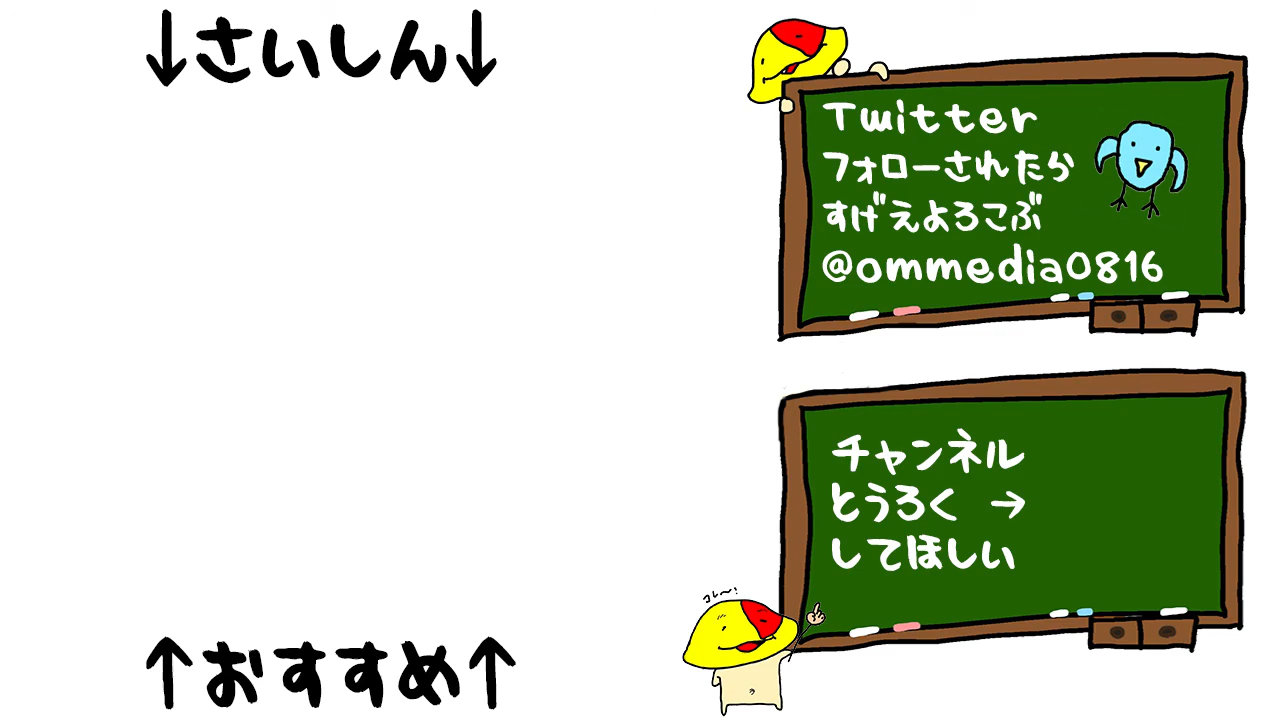 ↓さいしん↓
Twitter
フォローされたら
すげえよろこぶ
@ommedia0816
チャンネル
とうろく →
してほしい
コレ〜!
↑おすすめ↑